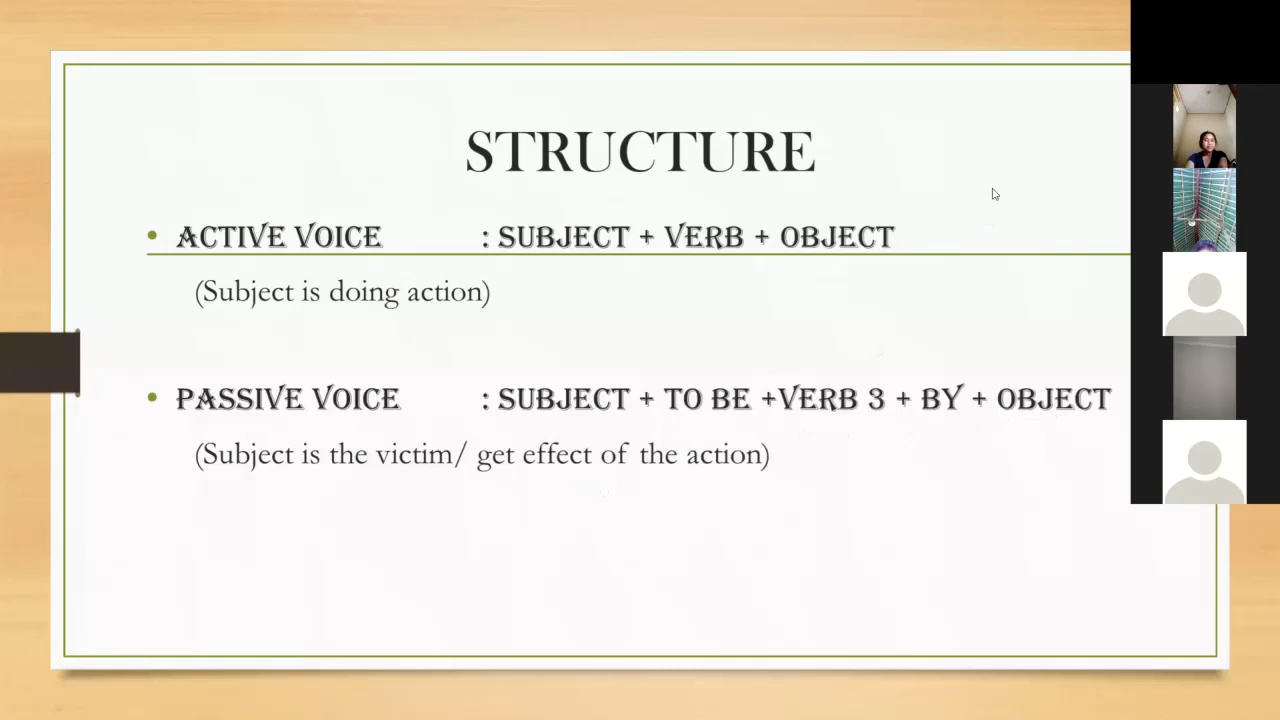 STRUCTURE
• ACTIVE VOICE : SUBJECT + VERB + OBJECT
(Subject is doing action)
• PASSIVE VOICE : SUBJECT + TO BE +VERB 3 + BY + OBJECT
(Subject is the victim/ get effect of the action)